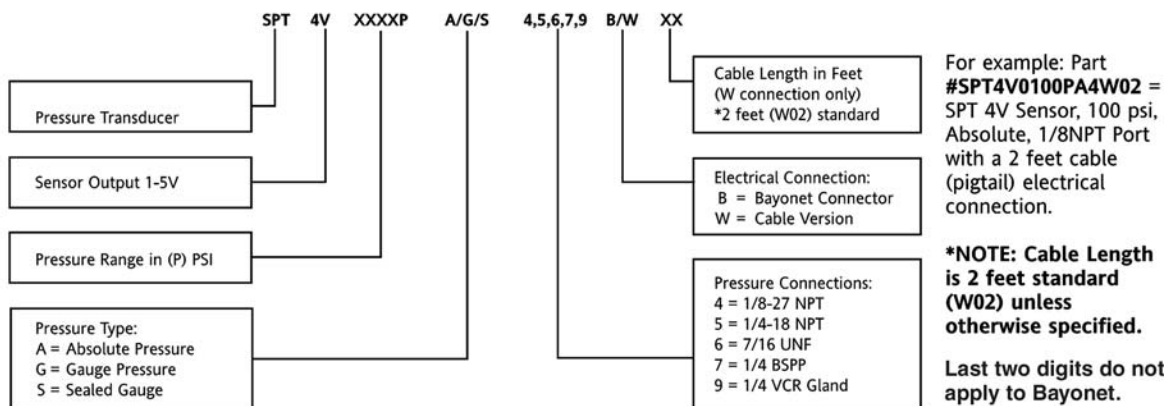 SPT 4V XXXXP A/G/S 4,5,6,7,9 B/W XX
Pressure Transducer
Sensor Output 1-5V
Pressure Range in (P) PSI
Pressure Type:
A = Absolute Pressure
G = Gauge Pressure
S = Sealed Gauge
Cable Length in Feet
(W connection only)
*2 feet (W02) standard
Electrical Connection:
B = Bayonet Connector
W = Cable Version
Pressure Connections:
4 = 1/8-27 NPT
5 = 1/4-18 NPT
6 = 7/16 UNF
7 = 1/4 BSPP
9 = 1/4 VCR Gland
For example: Part
#SPT4V0100PA4W02 =
SPT 4V Sensor, 100 psi,
Absolute, 1/8NPT Port
with a 2 feet cable
(pigtail) electrical
connection.
*NOTE: Cable Length
is 2 feet standard
(W02) unless
otherwise specified.
Last two digits do not
apply to Bayonet.